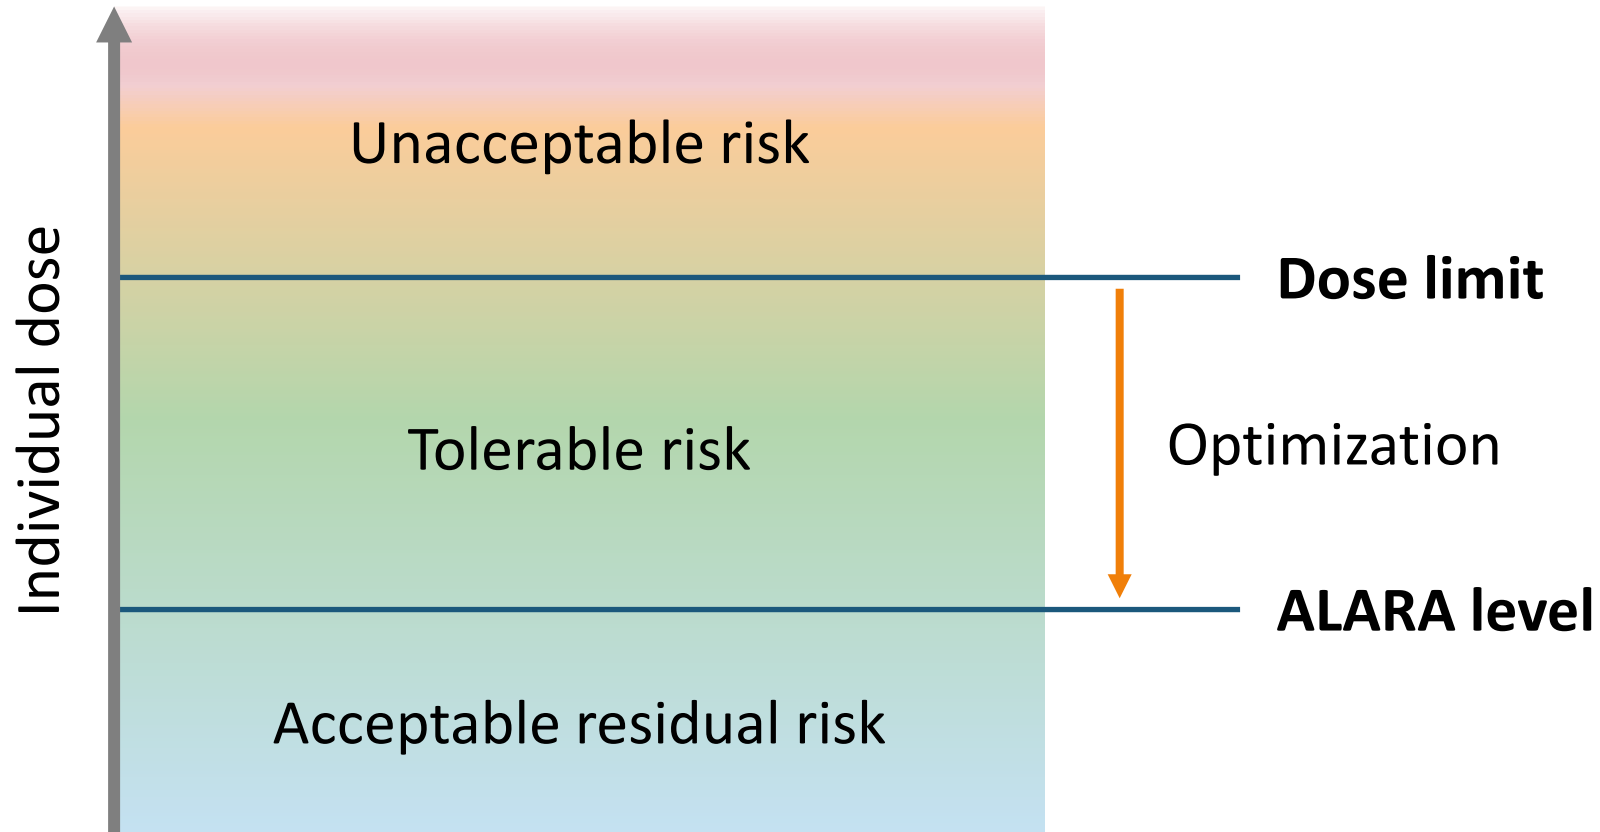 Individual dose
Unacceptable risk
Dose limit
Tolerable risk
Optimization
ALARA level
Acceptable residual risk